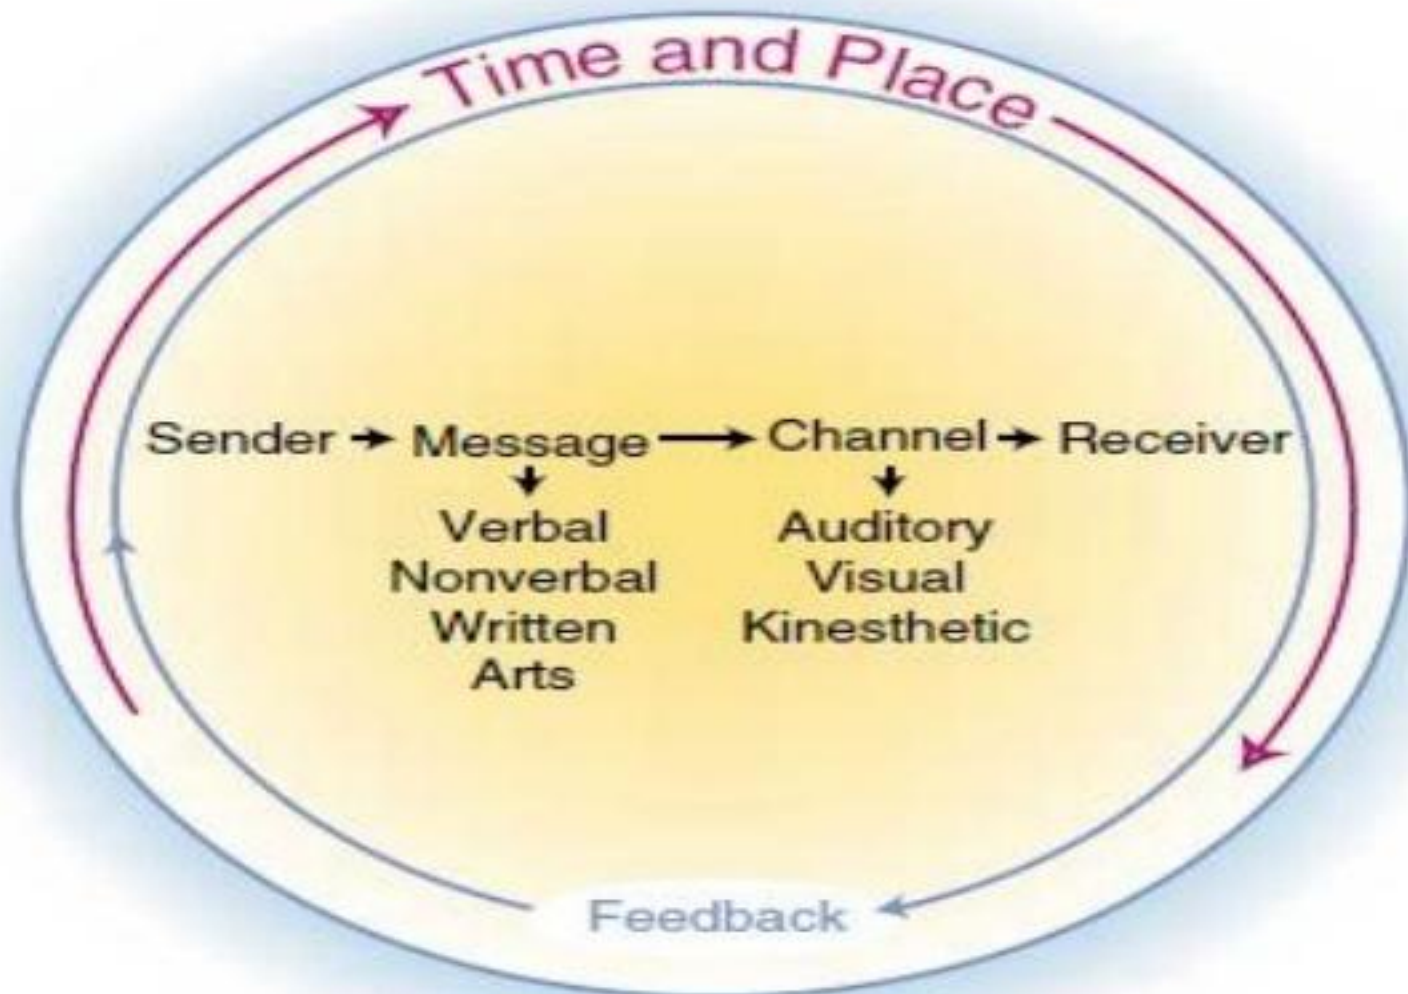 Time and Place
Sender Message Channel Receiver
Verbal Auditory
Nonverbal Visual
Written Kinesthetic
Arts
Feedback